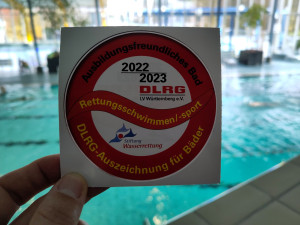 Ausbildungsfreundliches Bad
2022
2023
DLRG
LV Württemberg e.V.
Rettungsschwimmen/-sport
Stiftung
Wasserrettung
DLRG-Auszeichnung für Bäder